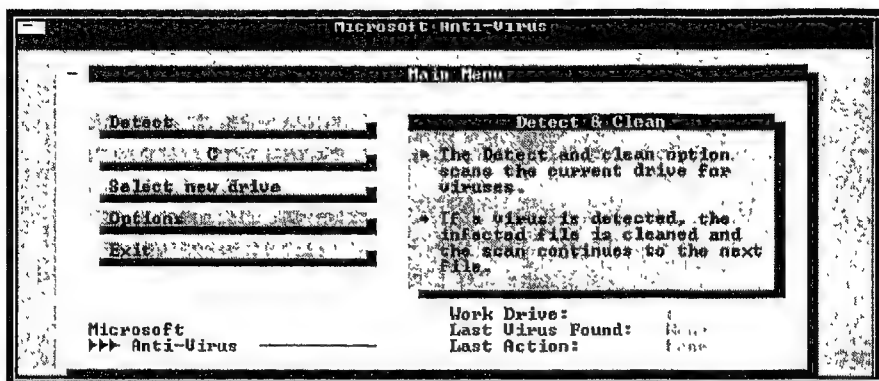 Microsoft Anti-Virus
Main Menu
Detect
C
Select new drive
Options
Exit
Detect & Clean
The Detect and clean option
scans the current drive for
viruses.
If a virus is detected, the
infected file is cleaned and
the scan continues to the next
file.
Work Drive:
Last Virus Found: None
Last Action: None
Microsoft
▶▶▶ Anti-Virus